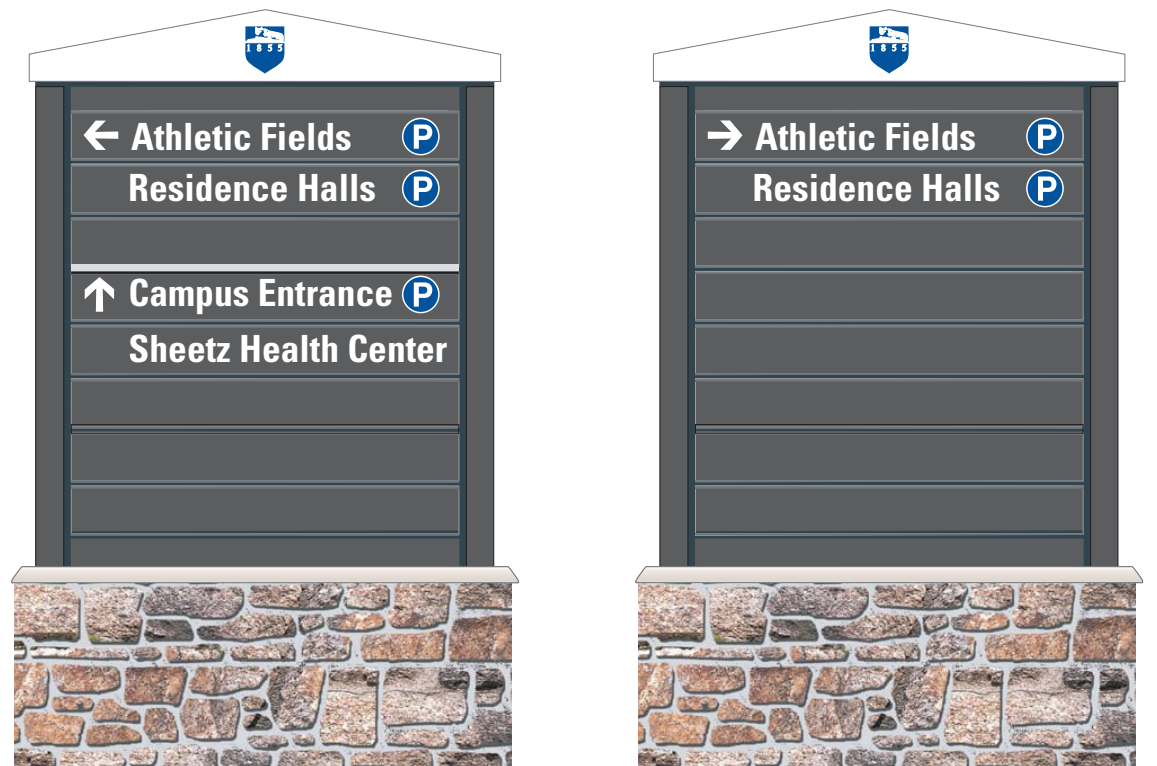 1855
← Athletic Fields P
Residence Halls P
↑ Campus Entrance P
Sheetz Health Center
1855
→ Athletic Fields P
Residence Halls P